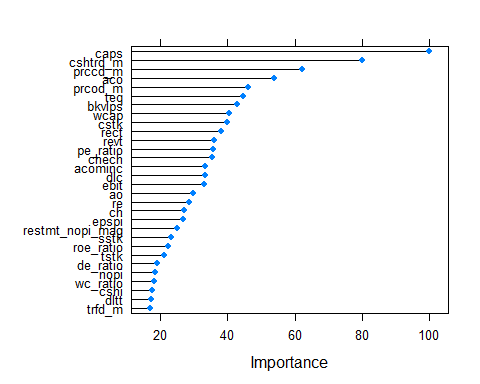 caps
cshtrd_m
prccd_m
aco
prcod_m
teq
bkvlps
wcap
cstk
rect
revt
pe_ratio
chech
acominc
dlc
ebit
ao
re
ch
epspi
restmt_nopi_mag
sstk
roe_ratio
tstk
de_ratio
nopi
wc_ratio
cshi
dltt
trfd_m
20 40 60 80 100
Importance